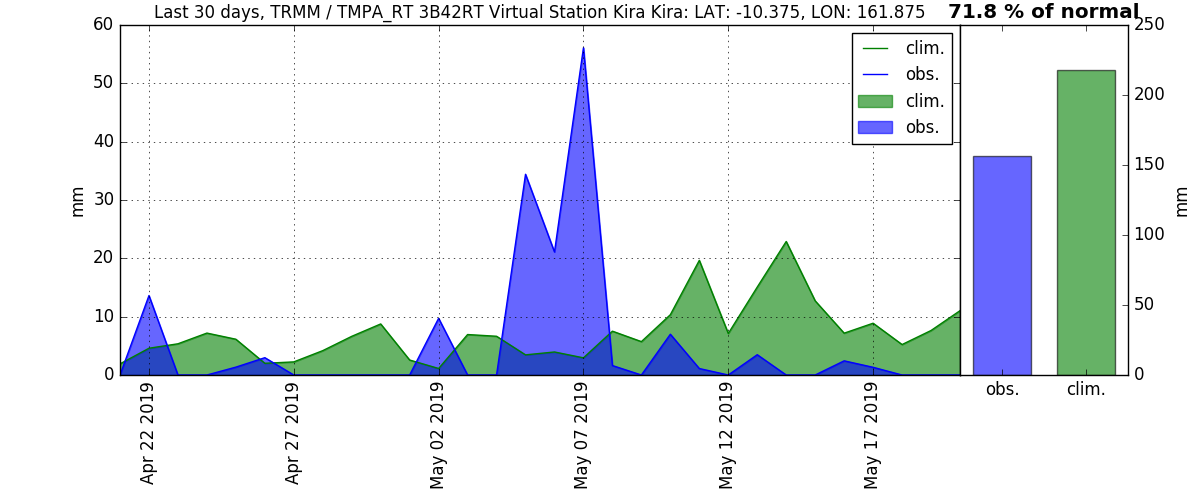 Last 30 days, TRMM / TMPA_RT 3B42RT Virtual Station Kira Kira: LAT: -10.375, LON: 161.875
71.8 % of normal
60
50
40
30
20
10
0
mm
clim.
obs.
clim.
obs.
Apr 22 2019
Apr 27 2019
May 02 2019
May 07 2019
May 12 2019
May 17 2019
250
200
150
100
50
0
mm
obs.
clim.